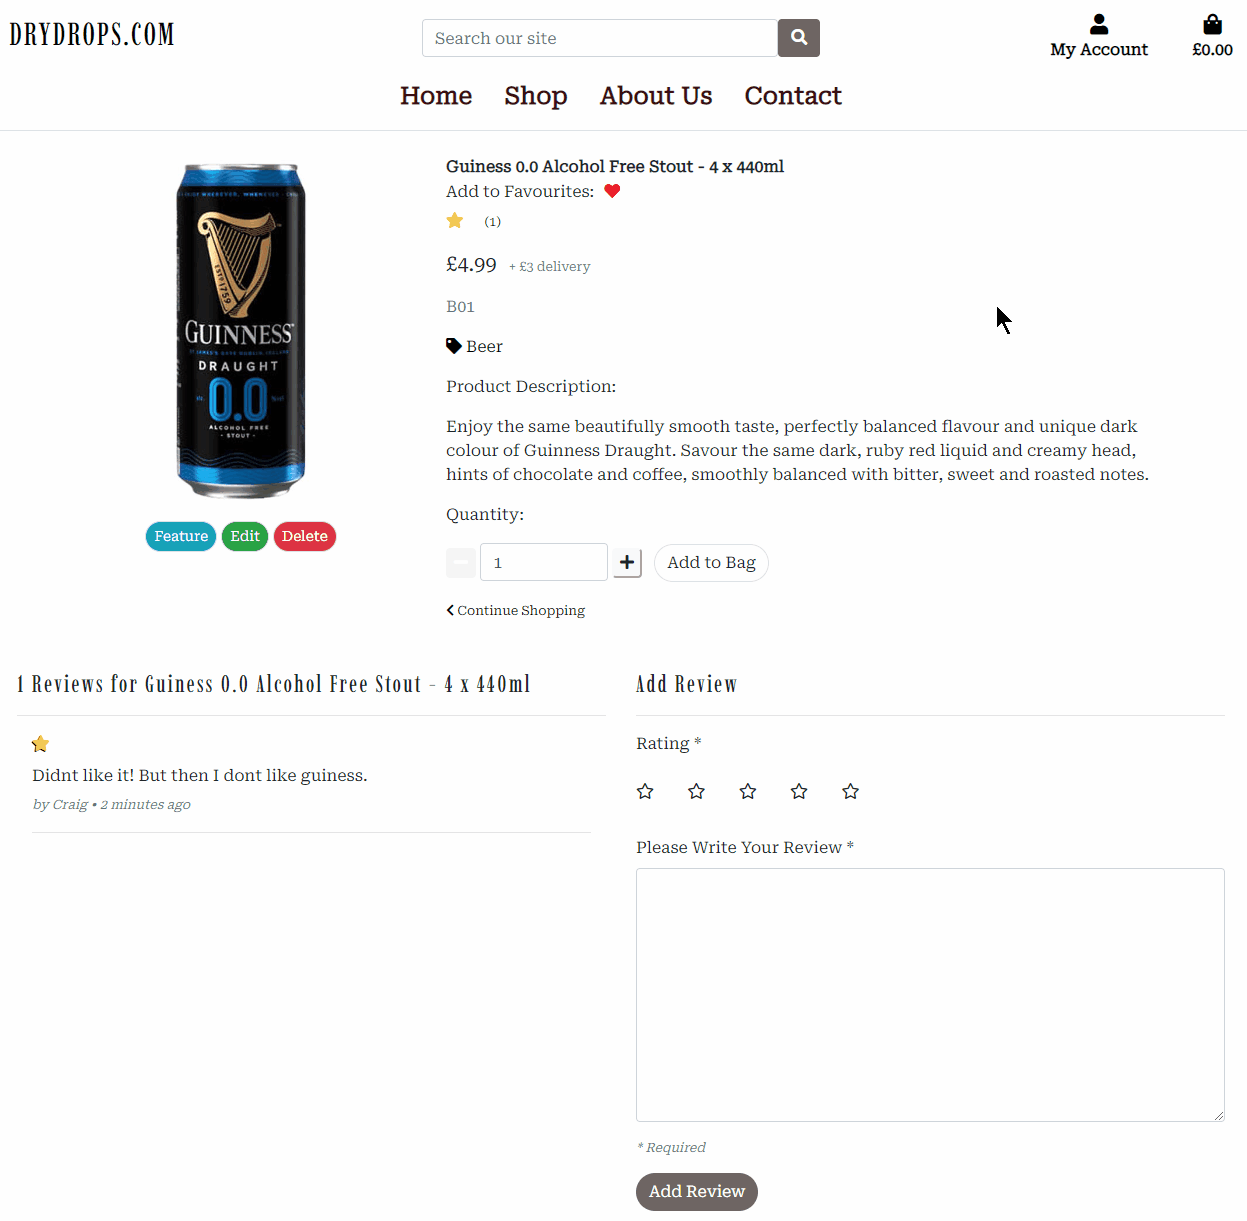 DRYDROPS.COM
Search our site
My Account
£0.00
Home Shop About Us Contact
GUINNESS
DRAUGHT
0.0
ALCOHOL FREE
- STOUT -
ESTD 1759
Feature Edit Delete
Guiness 0.0 Alcohol Free Stout - 4 x 440ml
Add to Favourites:
(1)
£4.99 + £3 delivery
B01
Beer
Product Description:
Enjoy the same beautifully smooth taste, perfectly balanced flavour and unique dark
colour of Guinness Draught. Savour the same dark, ruby red liquid and creamy head,
hints of chocolate and coffee, smoothly balanced with bitter, sweet and roasted notes.
Quantity:
1
Add to Bag
Continue Shopping
1 Reviews for Guiness 0.0 Alcohol Free Stout - 4 x 440ml
Didnt like it! But then I dont like guiness.
by Craig • 2 minutes ago
Add Review
Rating *
Please Write Your Review *
* Required
Add Review